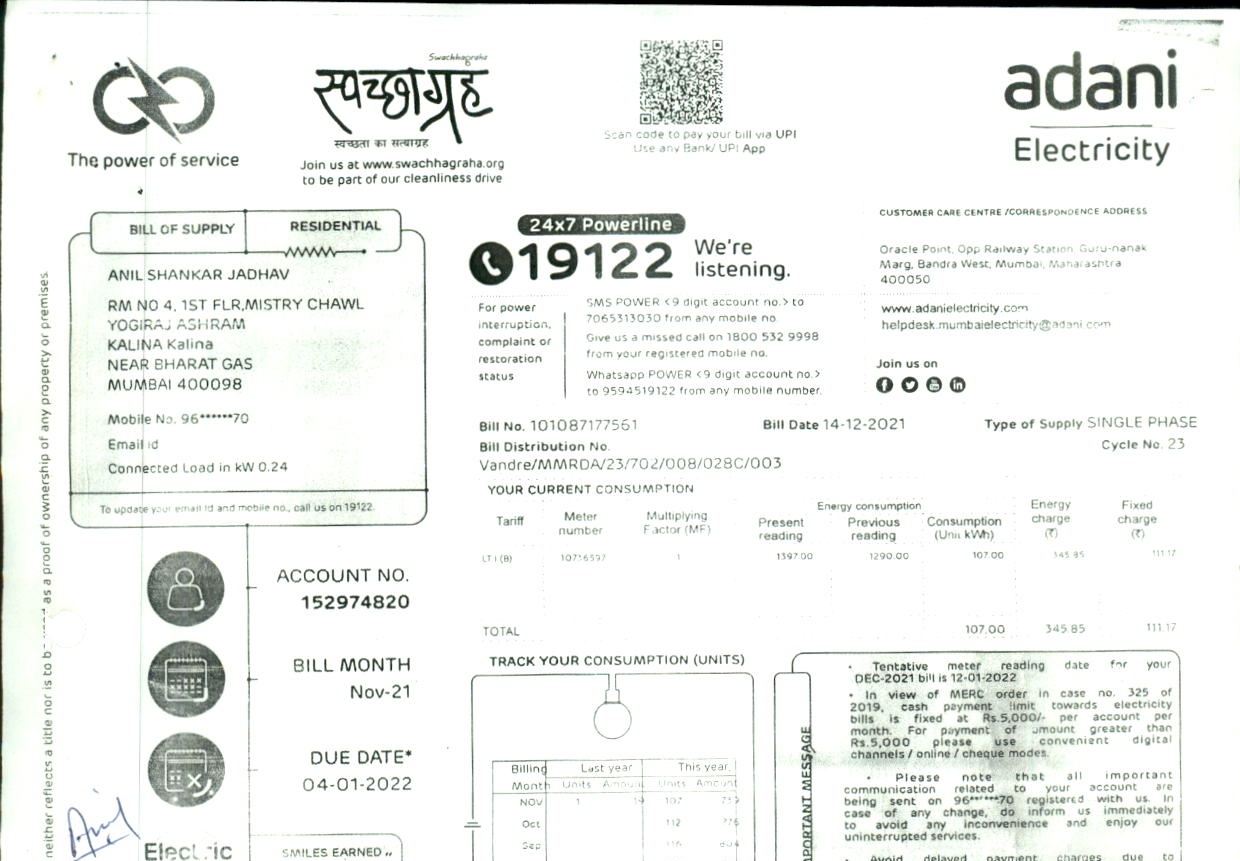 Swachhagraha
स्वच्छाग्रह
स्वच्छता का सत्याग्रह
The power of service
Join us at www.swachhagraha.org
to be part of our cleanliness drive
Scan code to pay your bill via UPI
Use any Bank/ UPI App
adani
Electricity
BILL OF SUPPLY
RESIDENTIAL
ANIL SHANKAR JADHAV
RM NO 4, 1ST FLR,MISTRY CHAWL
YOGIRAJ ASHRAM
KALINA Kalina
NEAR BHARAT GAS
MUMBAI 400098
Mobile No. 96******70
Email id
Connected Load in kW 0.24
To update your email id and mobile no., call us on 19122.
24x7 Powerline
19122
We're
listening.
For power
interruption,
complaint or
restoration
status
SMS POWER <9 digit account no.> to
7065313030 from any mobile no.
Give us a missed call on 1800 532 9998
from your registered mobile no.
Whatsapp POWER <9 digit account no.>
to 9594519122 from any mobile number.
CUSTOMER CARE CENTRE /CORRESPONDENCE ADDRESS
Oracle Point, Opp Railway Station, Guru-nanak
Marg, Bandra West, Mumbai, Maharashtra
400050
www.adanielectricity.com
helpdesk.mumbaielectricity@adani.com
Join us on
Bill No. 101087177561
Bill Date 14-12-2021
Type of Supply SINGLE PHASE
Bill Distribution No.
Cycle No. 23
Vandre/MMRDA/23/702/008/028C/003
YOUR CURRENT CONSUMPTION
Tariff
Meter number
Multiplying Factor (MF)
Energy consumption
Present reading
Previous reading
Consumption (Unit kWh)
Energy charge (₹)
Fixed charge (₹)
LT I (B) 1 1397.00 1290.00 107.00 345.85 111.17
TOTAL 107.00 345.85 111.17
ACCOUNT NO.
152974820
BILL MONTH
Nov-21
DUE DATE*
04-01-2022
SMILES EARNED
TRACK YOUR CONSUMPTION (UNITS)
Billing Last year This year
Month Units Amount Units Amount
NOV 1 107
Oct 112
Sep 116
IMPORTANT MESSAGE
• Tentative meter reading date for your
DEC-2021 bill is 12-01-2022
• In view of MERC order in case no. 325 of
2019, cash payment limit towards electricity
bills is fixed at Rs.5,000/- per account per
month. For payment of amount greater than
Rs.5,000 please use convenient digital
channels / online / cheque modes.
• Please note that all important
communication related to your account are
being sent on 96******70 registered with us. In
case of any change, do inform us immediately
to avoid any inconvenience and enjoy our
uninterrupted services.
• Avoid delayed payment charges due to
neither reflects a title nor is to be used as a proof of ownership of any property or premises.